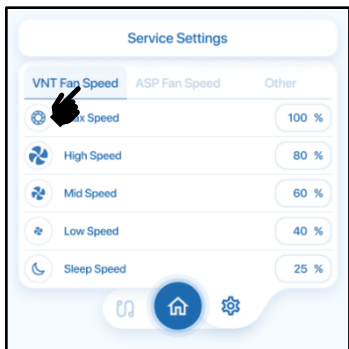 Service Settings
VNT Fan Speed ASP Fan Speed Other
Speed 100 %
High Speed 80 %
Mid Speed 60 %
Low Speed 40 %
Sleep Speed 25 %